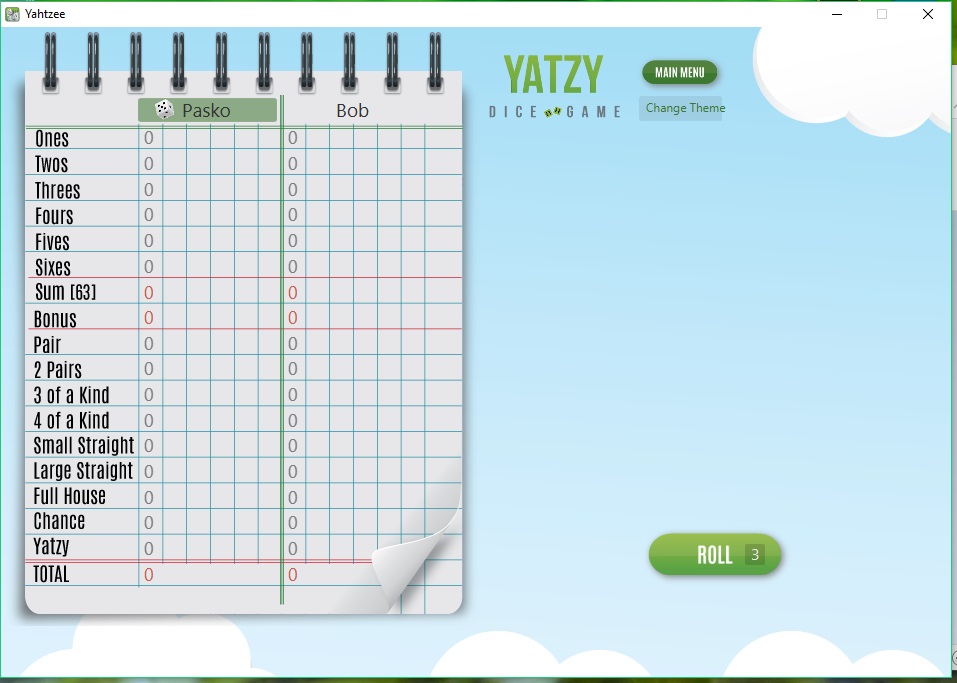 Yahtzee
Pasko Bob
YATZY
DICE GAME
MAIN MENU
Change Theme
Ones 0 0
Twos 0 0
Threes 0 0
Fours 0 0
Fives 0 0
Sixes 0 0
Sum [63] 0 0
Bonus 0 0
Pair 0 0
2 Pairs 0 0
3 of a Kind 0 0
4 of a Kind 0 0
Small Straight 0 0
Large Straight 0 0
Full House 0 0
Chance 0 0
Yatzy 0 0
TOTAL 0 0
ROLL 3